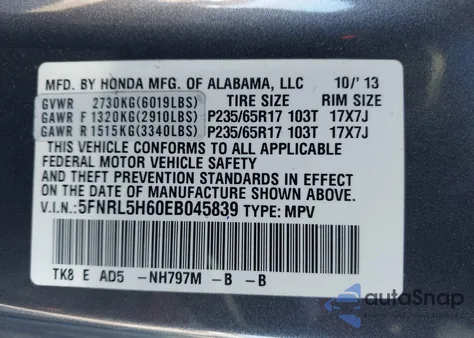 MFD. BY HONDA MFG. OF ALABAMA, LLC 10/'13
GVWR 2730KG(6019LBS) TIRE SIZE RIM SIZE
GAWR F 1320KG(2910LBS) P235/65R17 103T 17X7J
GAWR R 1515KG(3340LBS) P235/65R17 103T 17X7J
THIS VEHICLE CONFORMS TO ALL APPLICABLE
FEDERAL MOTOR VEHICLE SAFETY
AND THEFT PREVENTION STANDARDS IN EFFECT
ON THE DATE OF MANUFACTURE SHOWN ABOVE.
V.I.N.:5FNRL5H60EB045839 TYPE: MPV
TK8 E AD5 -NH797M -B -B
autoSnap